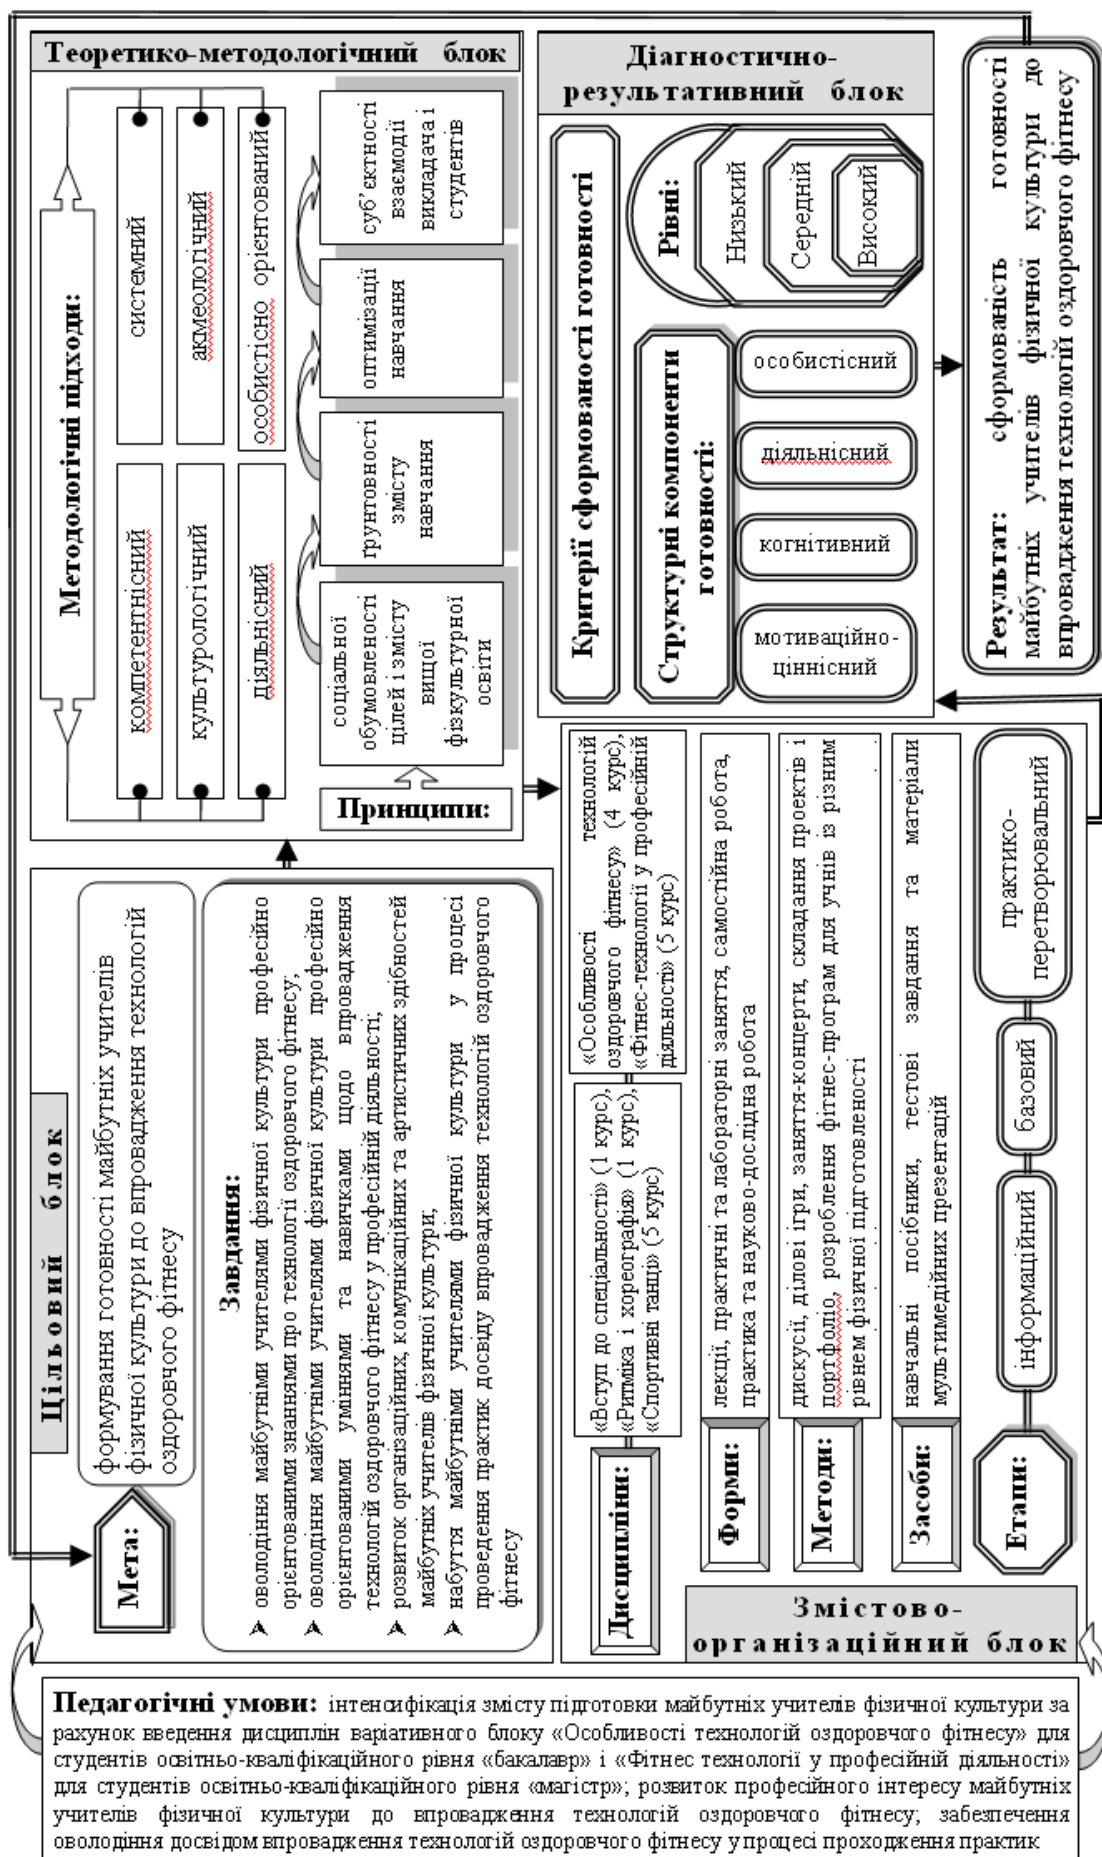 Цільовий блок
Мета:
формування готовності майбутніх учителів
фізичної культури до впровадження технологій
оздоровчого фітнесу
Завдання:
оволодіння майбутніми учителями фізичної культури професійно
орієнтованими знаннями про технології оздоровчого фітнесу;
оволодіння майбутніми учителями фізичної культури професійно
орієнтованими уміннями та навичками щодо впровадження
технологій оздоровчого фітнесу у професійній діяльності;
розвиток організаційних, комунікаційних та артистичних здібностей
майбутніх учителів фізичної культури;
набуття майбутніми учителями фізичної культури у процесі
проведення практик досвіду впровадження технологій оздоровчого
фітнесу
Теоретико-методологічний блок
Методологічні підходи:
компетентнісний
системний
культурологічний
акмеологічний
діяльнісний
особистісно орієнтований
Принципи:
соціальної
обумовленості
цілей і змісту
вищої
фізкультурної
освіти
ґрунтовності
змісту
навчання
оптимізації
навчання
суб’єктності
взаємодії
викладача і
студентів
Змістово-
організаційний блок
Дисципліни:
«Вступ до спеціальності» (1 курс),
«Ритміка і хореографія» (1 курс),
«Спортивні танці» (5 курс)
«Особливості технологій
оздоровчого фітнесу» (4 курс),
«Фітнес-технології у професійній
діяльності» (5 курс)
Форми:
лекції, практичні та лабораторні заняття, самостійна робота,
практика та науково-дослідна робота
Методи:
дискусії, ділові ігри, заняття-концерти, складання проектів і
портфоліо, розроблення фітнес-програм для учнів із різним
рівнем фізичної підготовленості
Засоби:
навчальні посібники, тестові завдання та матеріали
мультимедійних презентацій
Етапи:
інформаційний
базовий
практико-
перетворювальний
Діагностично-
результативний блок
Критерії сформованості готовності
Структурні компоненти
готовності:
мотиваційно-
ціннісний
когнітивний
діяльнісний
особистісний
Рівні:
Низький
Середній
Високий
Результат: сформованість готовності
майбутніх учителів фізичної культури до
впровадження технологій оздоровчого фітнесу
Педагогічні умови: інтенсифікація змісту підготовки майбутніх учителів фізичної культури за
рахунок введення дисциплін варіативного блоку «Особливості технологій оздоровчого фітнесу» для
студентів освітньо-кваліфікаційного рівня «бакалавр» і «Фітнес технології у професійній діяльності»
для студентів освітньо-кваліфікаційного рівня «магістр»; розвиток професійного інтересу майбутніх
учителів фізичної культури до впровадження технологій оздоровчого фітнесу; забезпечення
оволодіння досвідом впровадження технологій оздоровчого фітнесу у процесі проходження практик